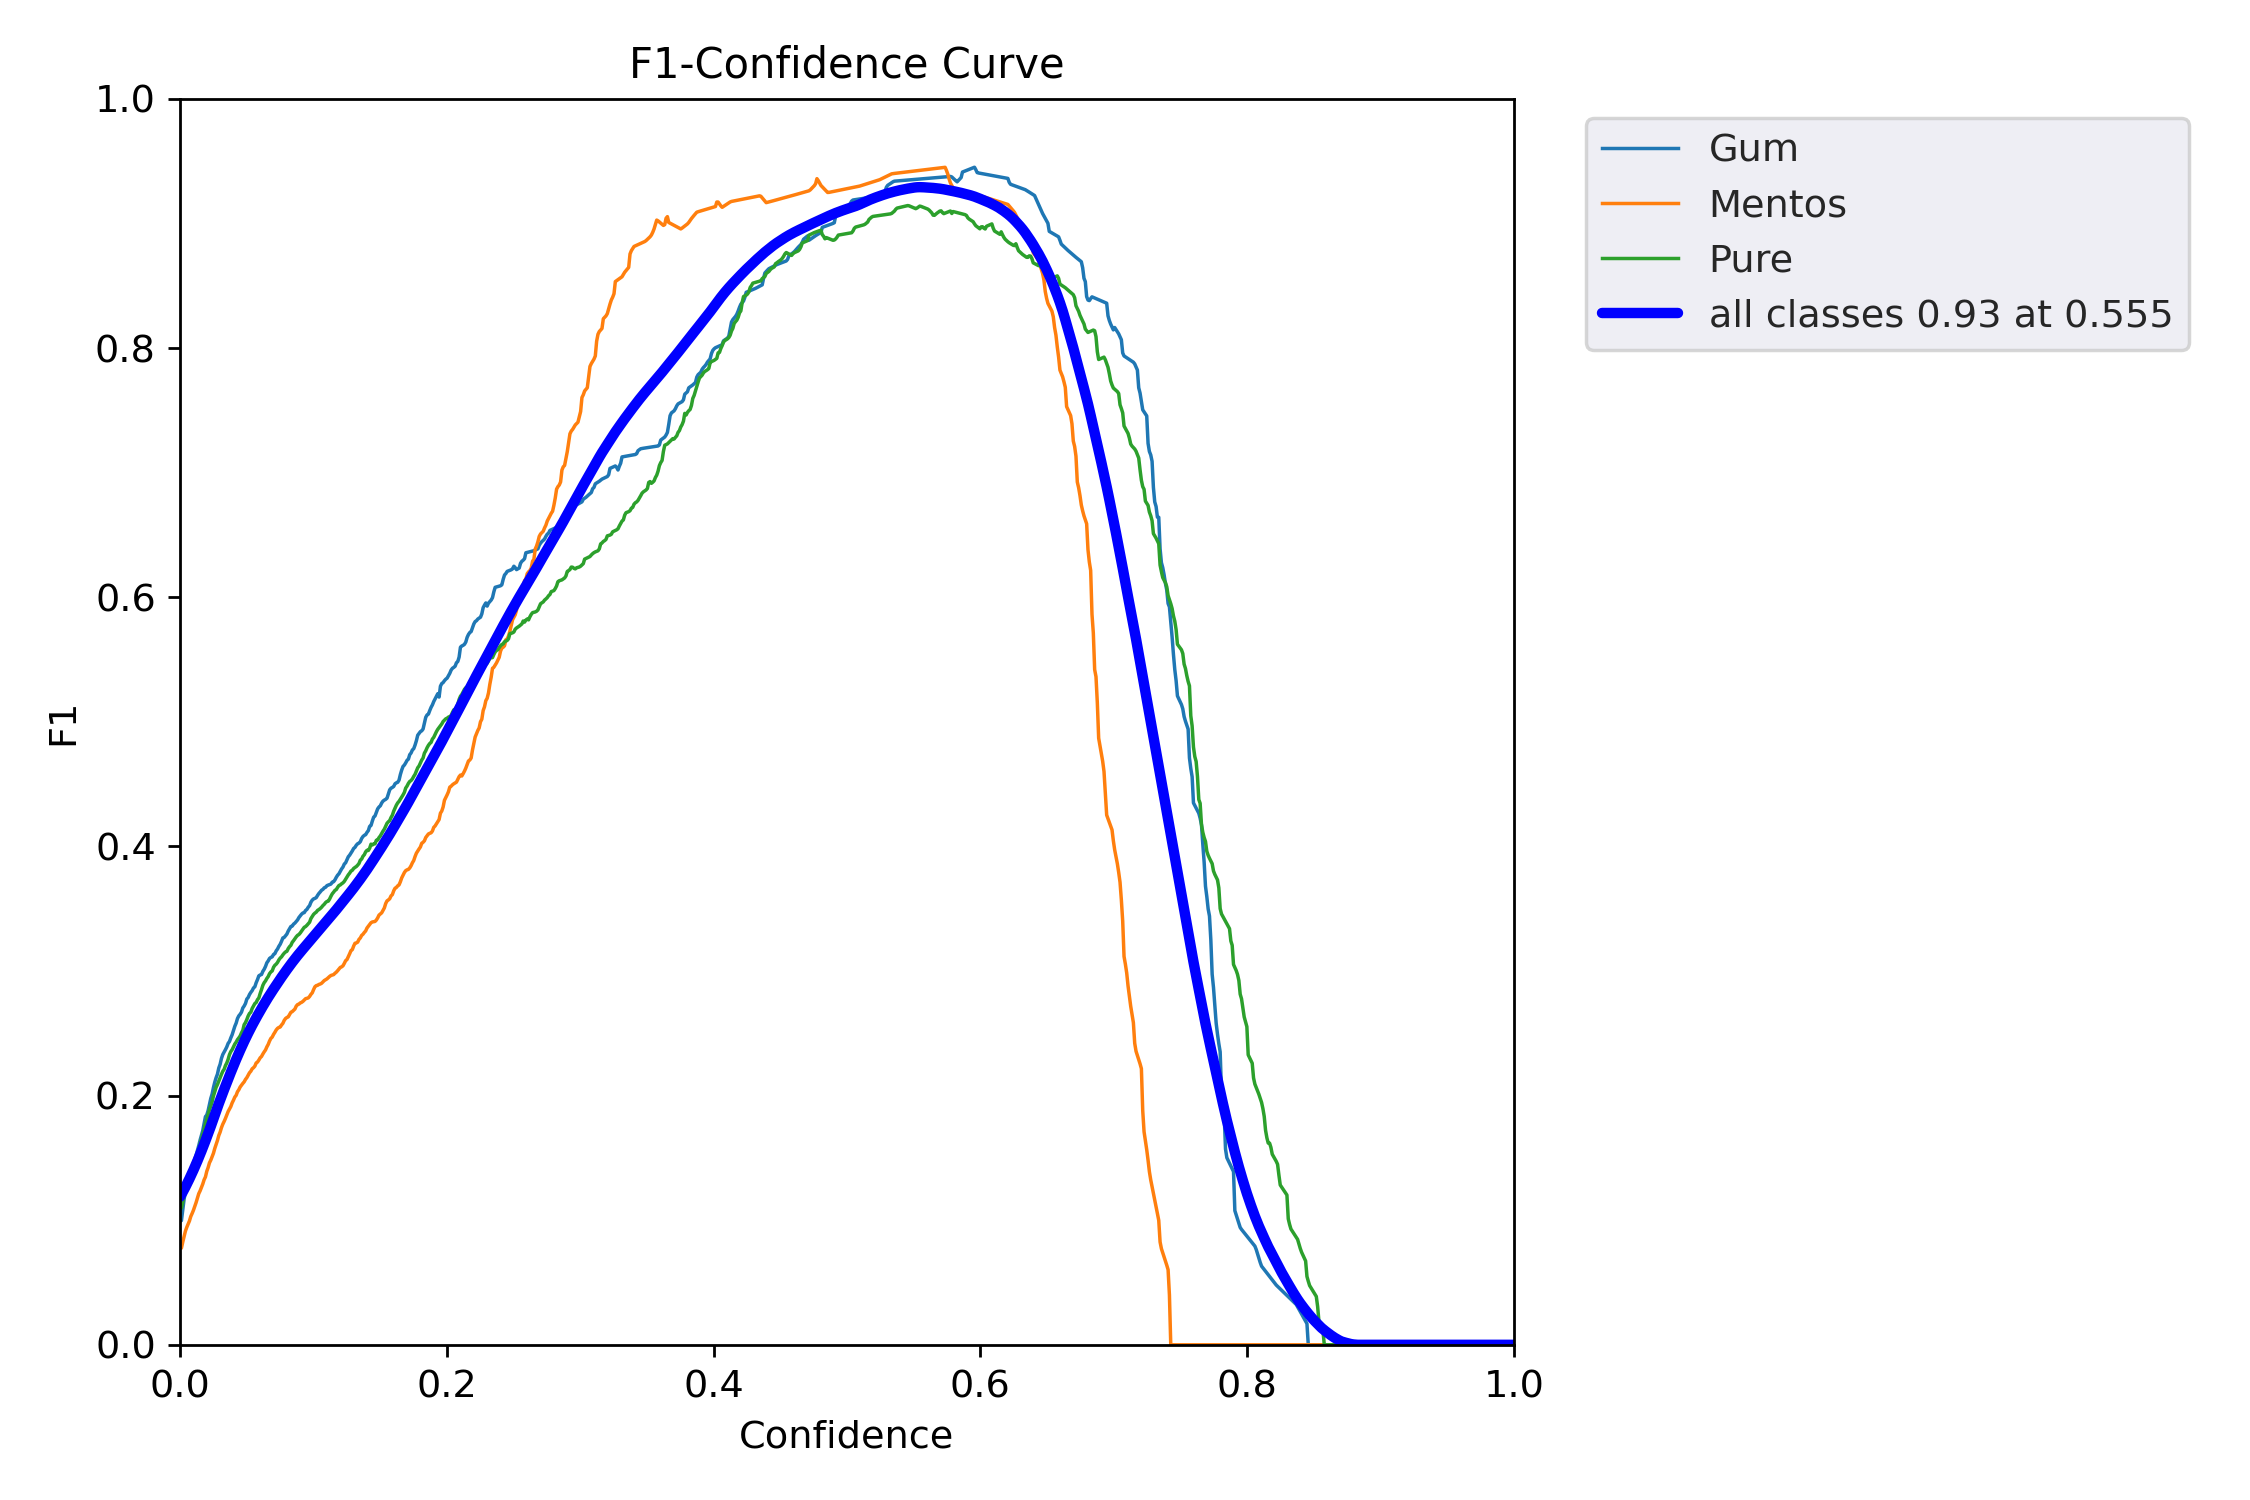 F1-Confidence Curve
1.0
0.8
0.6
0.4
0.2
0.0
F1
0.0 0.2 0.4 0.6 0.8 1.0
Confidence
Gum
Mentos
Pure
all classes 0.93 at 0.555